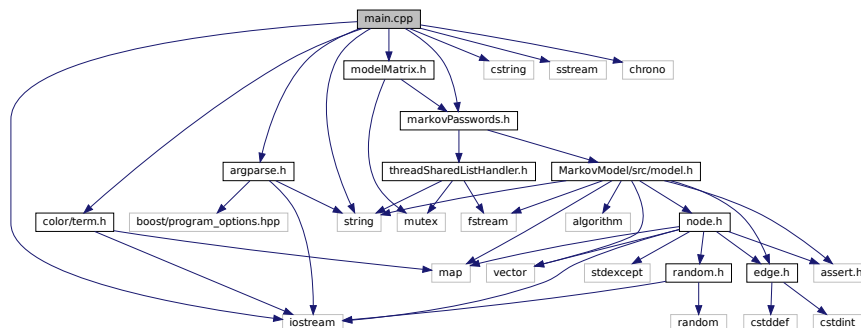 main.cpp
modelMatrix.h
cstring
sstream
chrono
markovPasswords.h
argparse.h
threadSharedListHandler.h
MarkovModel/src/model.h
color/term.h
boost/program_options.hpp
string
mutex
fstream
algorithm
node.h
map
vector
stdexcept
random.h
edge.h
assert.h
iostream
random
cstddef
cstdint